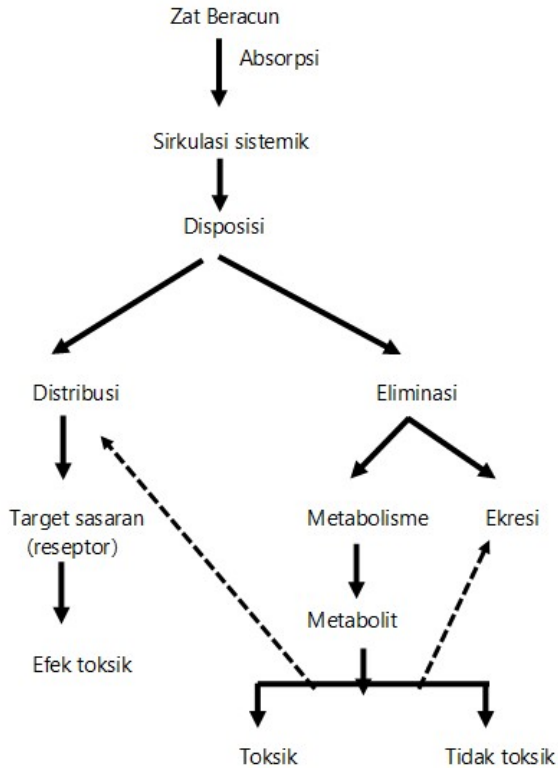 Zat Beracun
Absorpsi
Sirkulasi sistemik
Disposisi
Distribusi
Eliminasi
Target sasaran
(reseptor)
Metabolisme
Ekresi
Metabolit
Efek toksik
Toksik
Tidak toksik